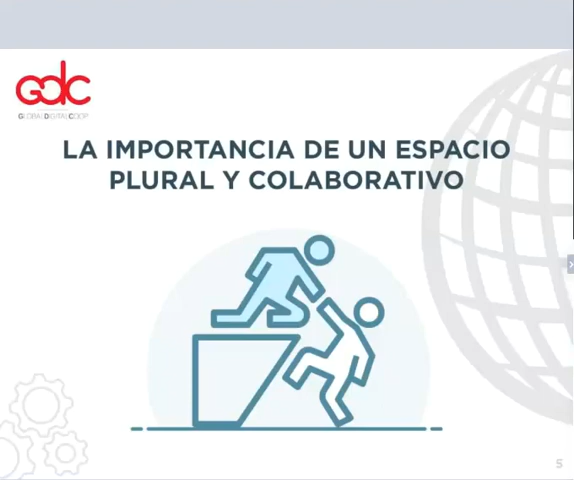 GDC
GLOBAL DIGITAL COOP
LA IMPORTANCIA DE UN ESPACIO
PLURAL Y COLABORATIVO
5